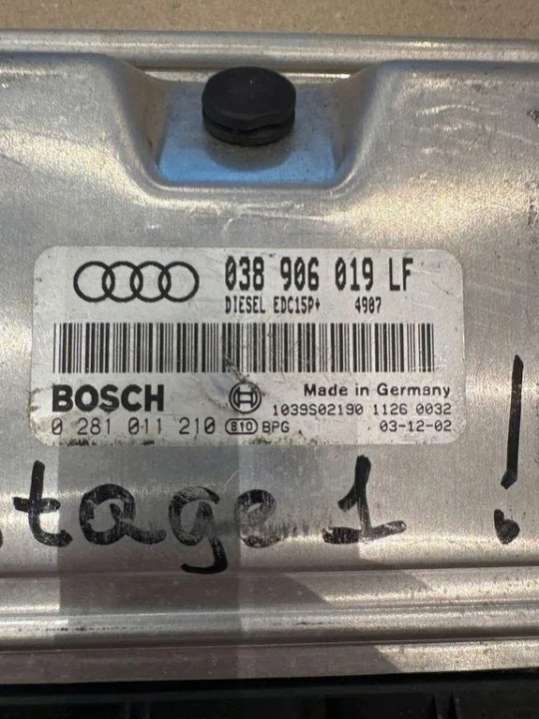 038 906 019 LF
DIESEL EDC15P+ 4907
BOSCH
Made in Germany
1039S02190 1126 0032
0 281 011 210 810 BPG 03-12-02
tage 1 !